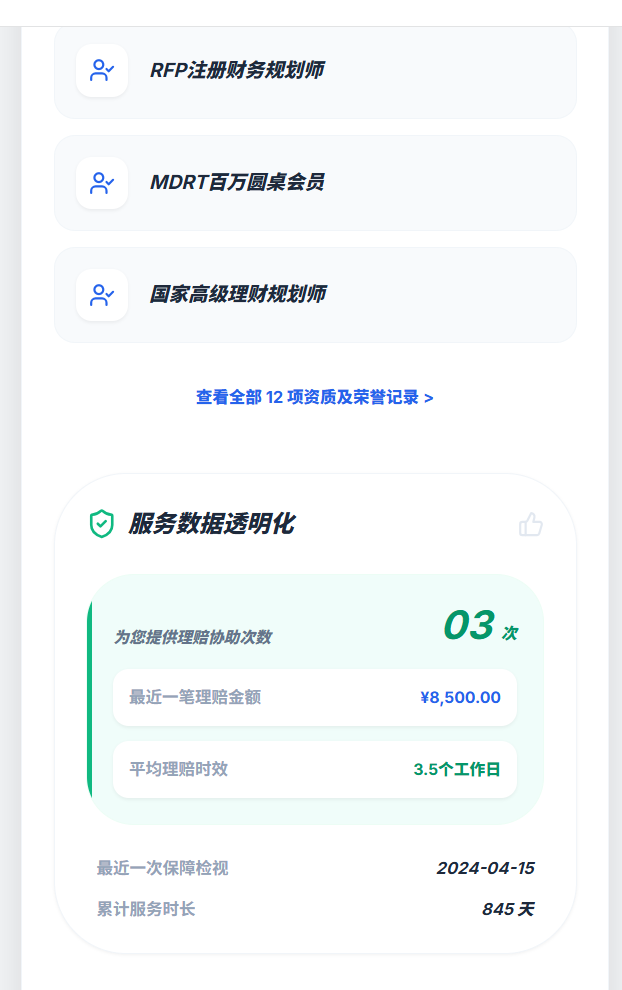 RFP注册财务规划师
MDRT百万圆桌会员
国家高级理财规划师
查看全部 12 项资质及荣誉记录 >
服务数据透明化
为您提供理赔协助次数 03 次
最近一笔理赔金额 ¥8,500.00
平均理赔时效 3.5个工作日
最近一次保障检视 2024-04-15
累计服务时长 845 天